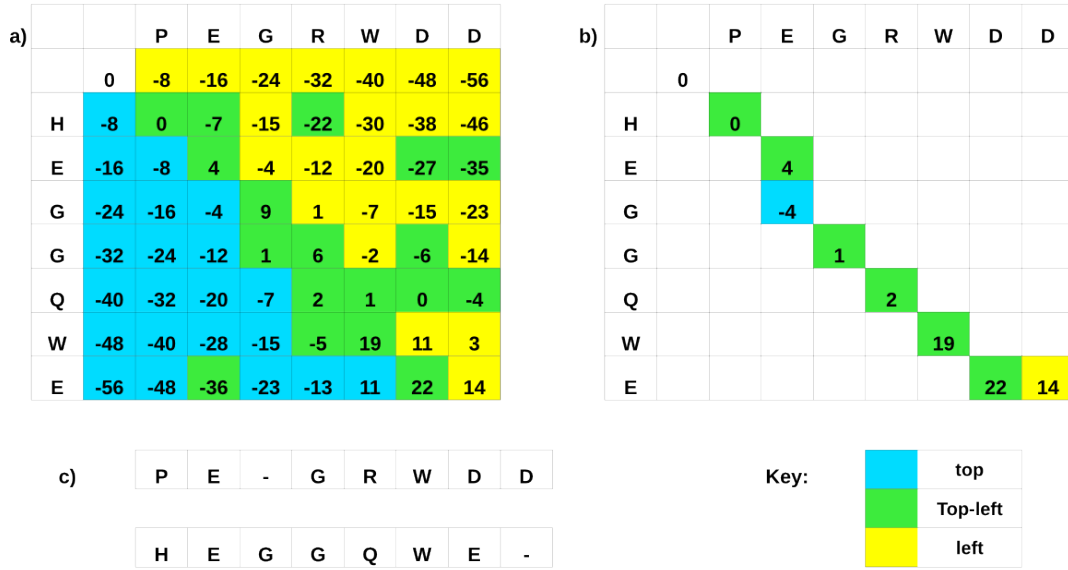 a) P E G R W D D
0 -8 -16 -24 -32 -40 -48 -56
H -8 0 -7 -15 -22 -30 -38 -46
E -16 -8 4 -4 -12 -20 -27 -35
G -24 -16 -4 9 1 -7 -15 -23
G -32 -24 -12 1 6 -2 -6 -14
Q -40 -32 -20 -7 2 1 0 -4
W -48 -40 -28 -15 -5 19 11 3
E -56 -48 -36 -23 -13 11 22 14
b) P E G R W D D
0
H 0
E 4
G -4
G 1
Q 2
W 19
E 22 14
c) P E - G R W D D
H E G G Q W E -
Key: top
Top-left
left